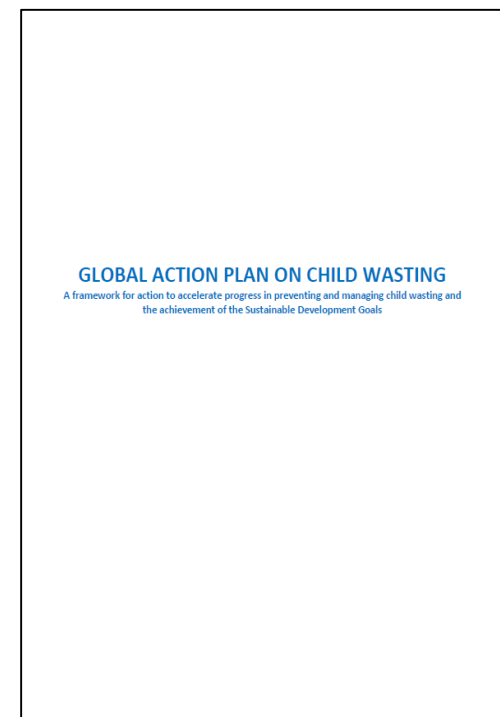 GLOBAL ACTION PLAN ON CHILD WASTING
A framework for action to accelerate progress in preventing and managing child wasting and
the achievement of the Sustainable Development Goals